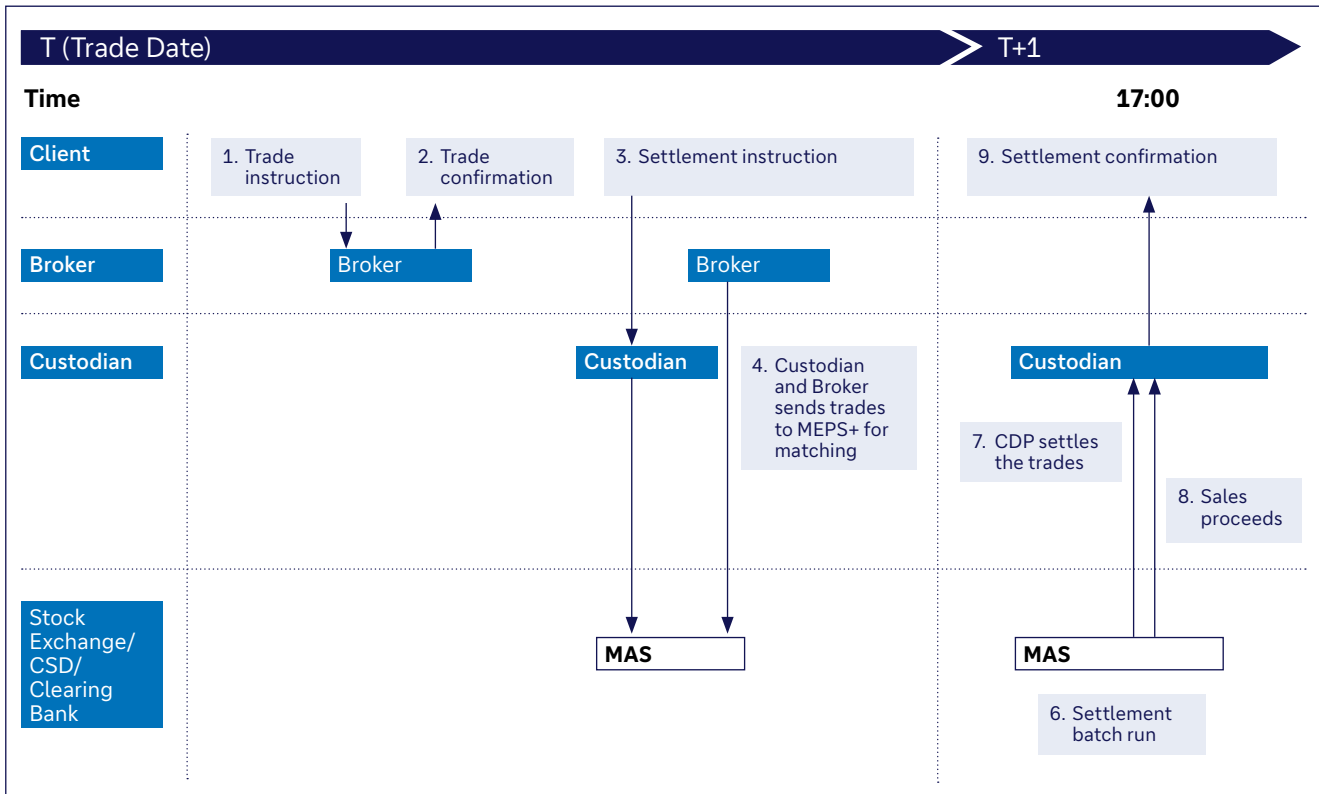 T (Trade Date)
T+1
Time
17:00
Client
1. Trade
instruction
2. Trade
confirmation
3. Settlement instruction
9. Settlement confirmation
Broker
Broker
Broker
Custodian
Custodian
4. Custodian
and Broker
sends trades
to MEPS+ for
matching
Custodian
7. CDP settles
the trades
8. Sales
proceeds
Stock
Exchange/
CSD/
Clearing
Bank
MAS
MAS
6. Settlement
batch run